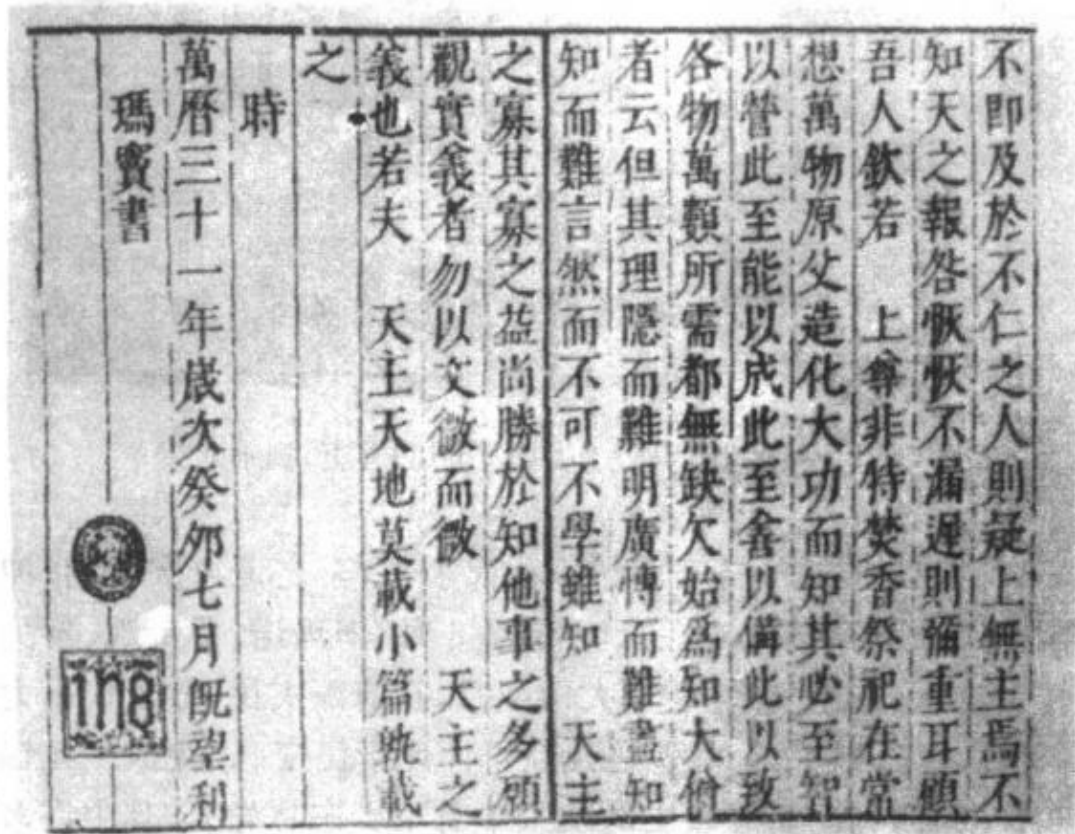 不即及於不仁之人則疑上無主焉不
知天之報咎恢恢不漏遲則彌重耳顧
吾人欽若　上尊非特焚香祭祀在常
想萬物原父造化大功而知其必至智
以營此至能以成此至善以備此以致
各物萬類所需都無缺欠始爲知大倫
者云但其理隱而難明廣博而難盡知
知而難言然而不可不學雖知　天主
之寡其寡之益尚勝於知他事之多願
觀實義者勿以文微而微　天主之
義也若夫　天主天地莫載小篇孰載
之
時
萬曆三十一年歲次癸卯七月旣望利
瑪竇書
ihs